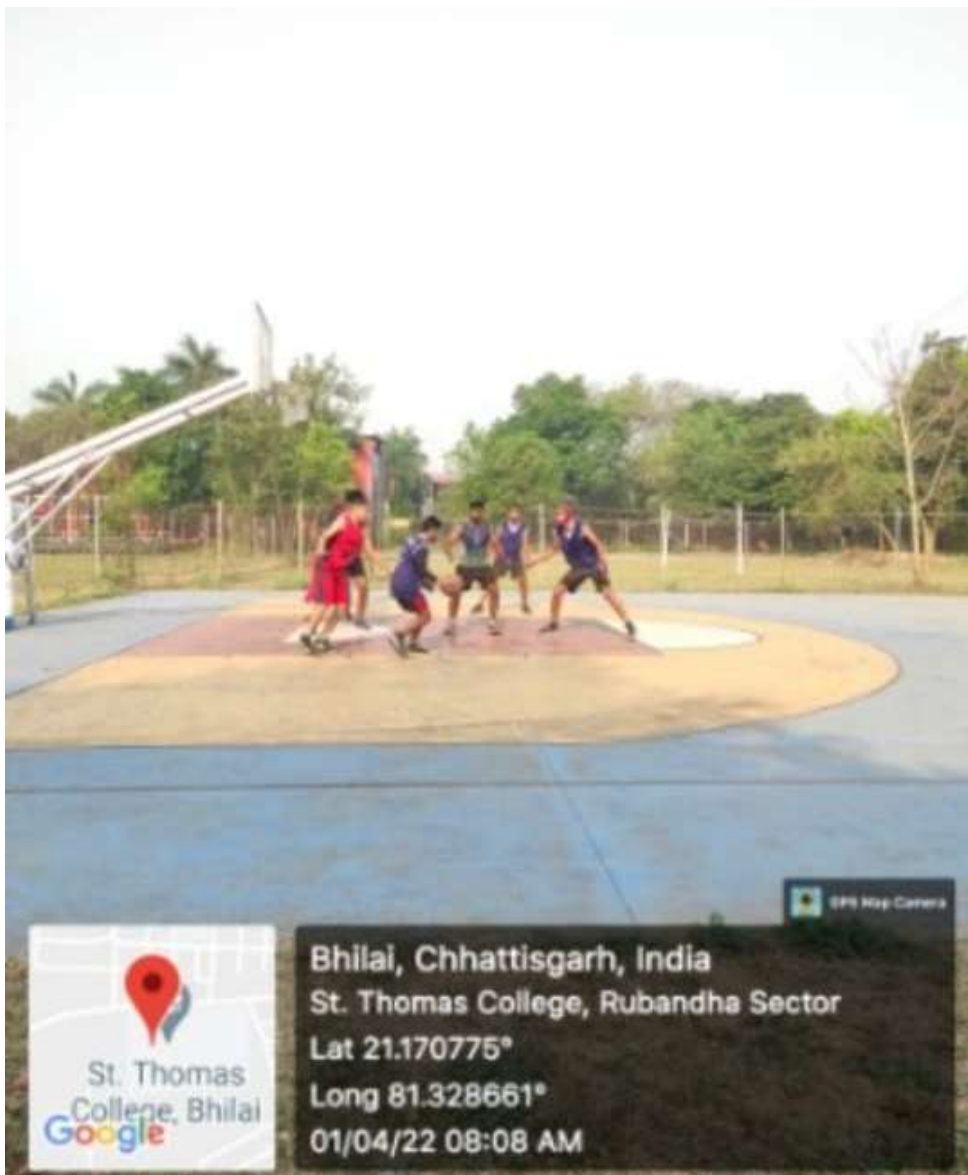 GPS Map Camera
Bhilai, Chhattisgarh, India
St. Thomas College, Rubandha Sector
Lat 21.170775°
Long 81.328661°
01/04/22 08:08 AM
St. Thomas
College, Bhilai
Google